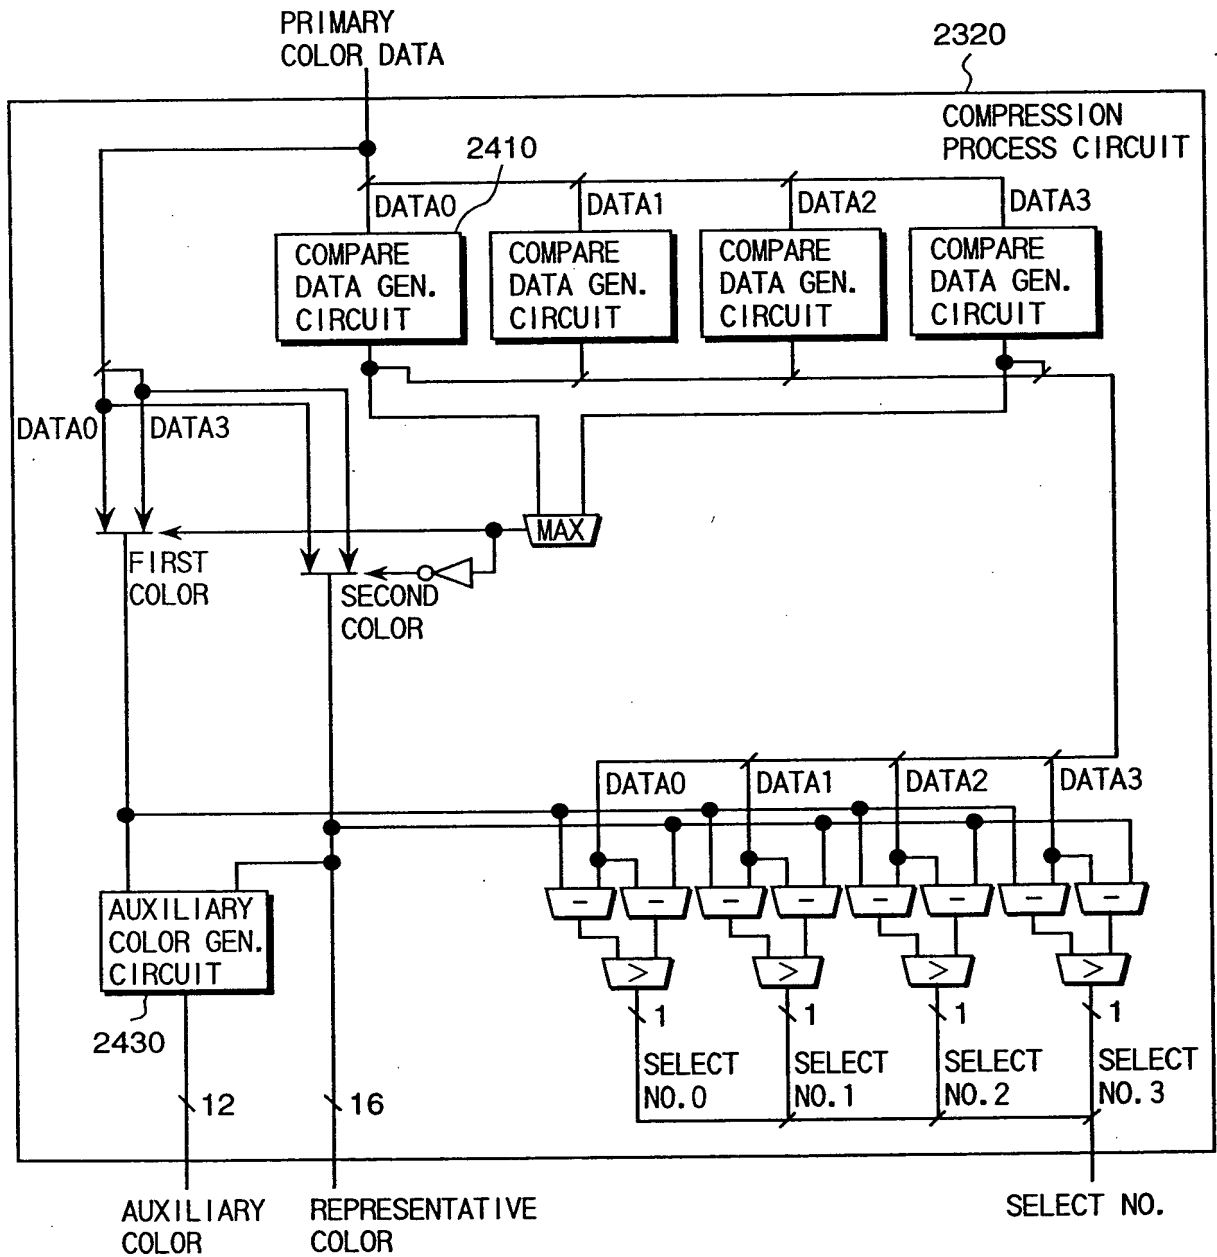 PRIMARY
COLOR DATA
2320
COMPRESSION
PROCESS CIRCUIT
2410
DATA0
DATA1
DATA2
DATA3
COMPARE
DATA GEN.
CIRCUIT
COMPARE
DATA GEN.
CIRCUIT
COMPARE
DATA GEN.
CIRCUIT
COMPARE
DATA GEN.
CIRCUIT
DATA0
DATA3
MAX
FIRST
COLOR
SECOND
COLOR
DATA0
DATA1
DATA2
DATA3
− − − − − − − −
AUXILIARY
COLOR GEN.
CIRCUIT
> > > >
2430
1 1 1 1
SELECT
NO.0
SELECT
NO.1
SELECT
NO.2
SELECT
NO.3
12
16
AUXILIARY
COLOR
REPRESENTATIVE
COLOR
SELECT NO.